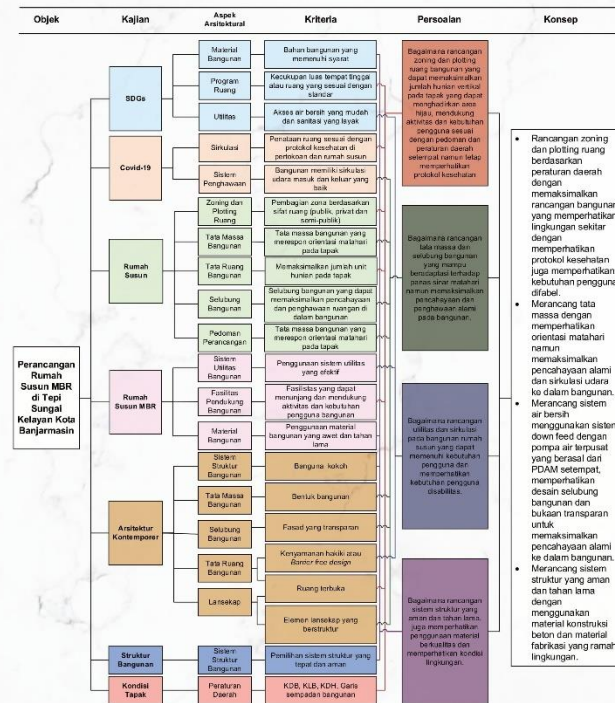 Objek
Kajian
Aspek
Arsitektural
Kriteria
Persoalan
Konsep
Perancangan
Rumah
Susun MBR
di Tepi
Sungai
Kelayan Kota
Banjarmasin
SDGs
Material
Bangunan
Bahan bangunan yang
memenuhi syarat
Program
Ruang
Kecukupan luas tempat tinggal
atau ruang yang sesuai dengan
standar
Utilitas
Akses air bersih yang mudah
dan sanitasi yang layak
Covid-19
Sirkulasi
Penataan ruang sesuai dengan
protokol kesehatan di
pertokoan dan rumah susun
Sistem
Penghawaan
Bangunan memiliki sirkulasi
udara masuk dan keluar yang
baik
Rumah
Susun
Zoning dan
Plotting
Ruang
Pembagian zona berdasarkan
sifat ruang (publik, privat dan
semi-publik)
Tata Massa
Bangunan
Tata massa bangunan yang
merespon orientasi matahari
pada tapak
Tata Ruang
Bangunan
Memaksimalkan jumlah unit
hunian pada tapak
Selubung
Bangunan
Selubung bangunan yang dapat
maksimalkan pencahayaan
dan penghawaan ruangan di
dalam bangunan
Pedoman
Perancangan
Tata massa bangunan yang
merespon orientasi matahari
pada tapak
Rumah
Susun MBR
Sistem
Utilitas
Bangunan
Penggunaan sistem utilitas
yang efektif
Fasilitas
Pendukung
Bangunan
Fasilistas yang dapat
menunjang dan mendukung
aktivitas dan kebutuhan
pengguna bangunan
Material
Bangunan
Penggunaan material
bangunan yang awet dan tahan
lama
Arsitektur
Kontemporer
Sistem
Struktur
Bangunan
Banguna kokoh
Tata Massa
Bangunan
Bentuk bangunan
Selubung
Bangunan
Fasad yang transparan
Tata Ruang
Bangunan
Kenyamanan hakiki atau
Barrier free design
Lansekap
Ruang terbuka
Elemen lansekap yang
berstruktur
Struktur
Bangunan
Sistem
Struktur
Bangunan
Pemilihan sistem struktur yang
tepat dan aman
Kondisi
Tapak
Peraturan
Daerah
KDB, KLB, KDH, Garis
sempadan bangunan
Bagaimana rancangan
zoning dan plotting
ruang bangunan yang
dapat memaksimalkan
jumlah hunian vertikal
pada tapak yang dapat
menghadirkan area
hijau, mendukung
aktivitas dan kebutuhan
pengguna sesuai
dengan pedoman dan
peraturan daerah
setempat namun tetap
memperhatikan
protokol kesehatan
Bagaimana rancangan
tata massa dan
selubung bangunan
yang mampu
beradaptasi terhadap
panas sinar matahari
namun memaksimalkan
pencahayaan dan
penghawaan alami
pada bangunan.
Bagaimana rancangan
utilitas dan sirkulasi
pada bangunan rumah
susun yang dapat
memenuhi kebutuhan
pengguna dan
memperhatikan
kebutuhan pengguna
disabilitas.
Bagaimana rancangan
sistem struktur yang
aman dan tahan lama,
juga memperhatikan
penggunaan material
berkualitas dan
memperhatikan kondisi
lingkungan.
• Rancangan zoning
dan plotting ruang
berdasarkan
peraturan daerah
dengan
memaksimalkan
rancangan bangunan
yang memperhatikan
lingkungan sekitar
dengan
memperhatikan
protokol kesehatan
juga memperhatikan
kebutuhan pengguna
difabel.
• Merancang tata
massa dengan
memperhatikan
orientasi matahari
namun
memaksimalkan
pencahayaan alami
dan sirkulasi udara
ke dalam bangunan.
• Merancang sistem
air bersih
menggunakan sistem
down feed dengan
pompa air terpusat
yang berasal dari
PDAM setempat,
memperhatikan
desain selubung
bangunan dan
bukaan transparan
untuk
memaksimalkan
pencahayaan alami
ke dalam bangunan.
• Merancang sistem
struktur yang aman
dan tahan lama
dengan
menggunakan
material konstruksi
beton dan material
fabrikasi yang ramah
lingkungan.